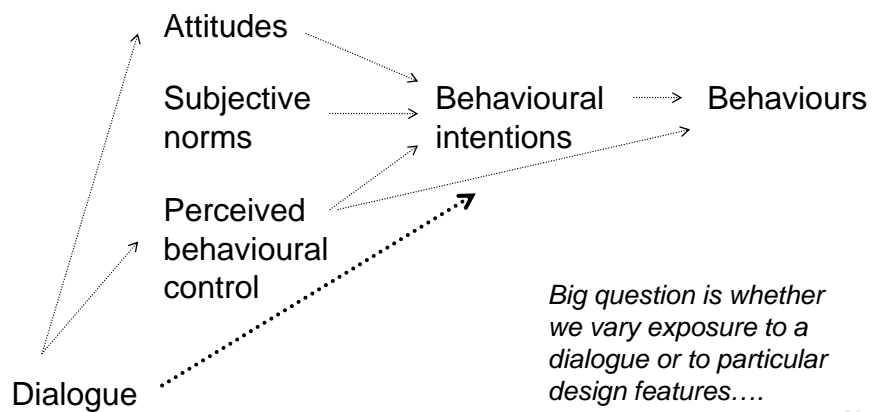 Attitudes
Subjective
norms
Behavioural
intentions
Behaviours
Perceived
behavioural
control
Big question is whether
we vary exposure to a
dialogue or to particular
design features….
Dialogue